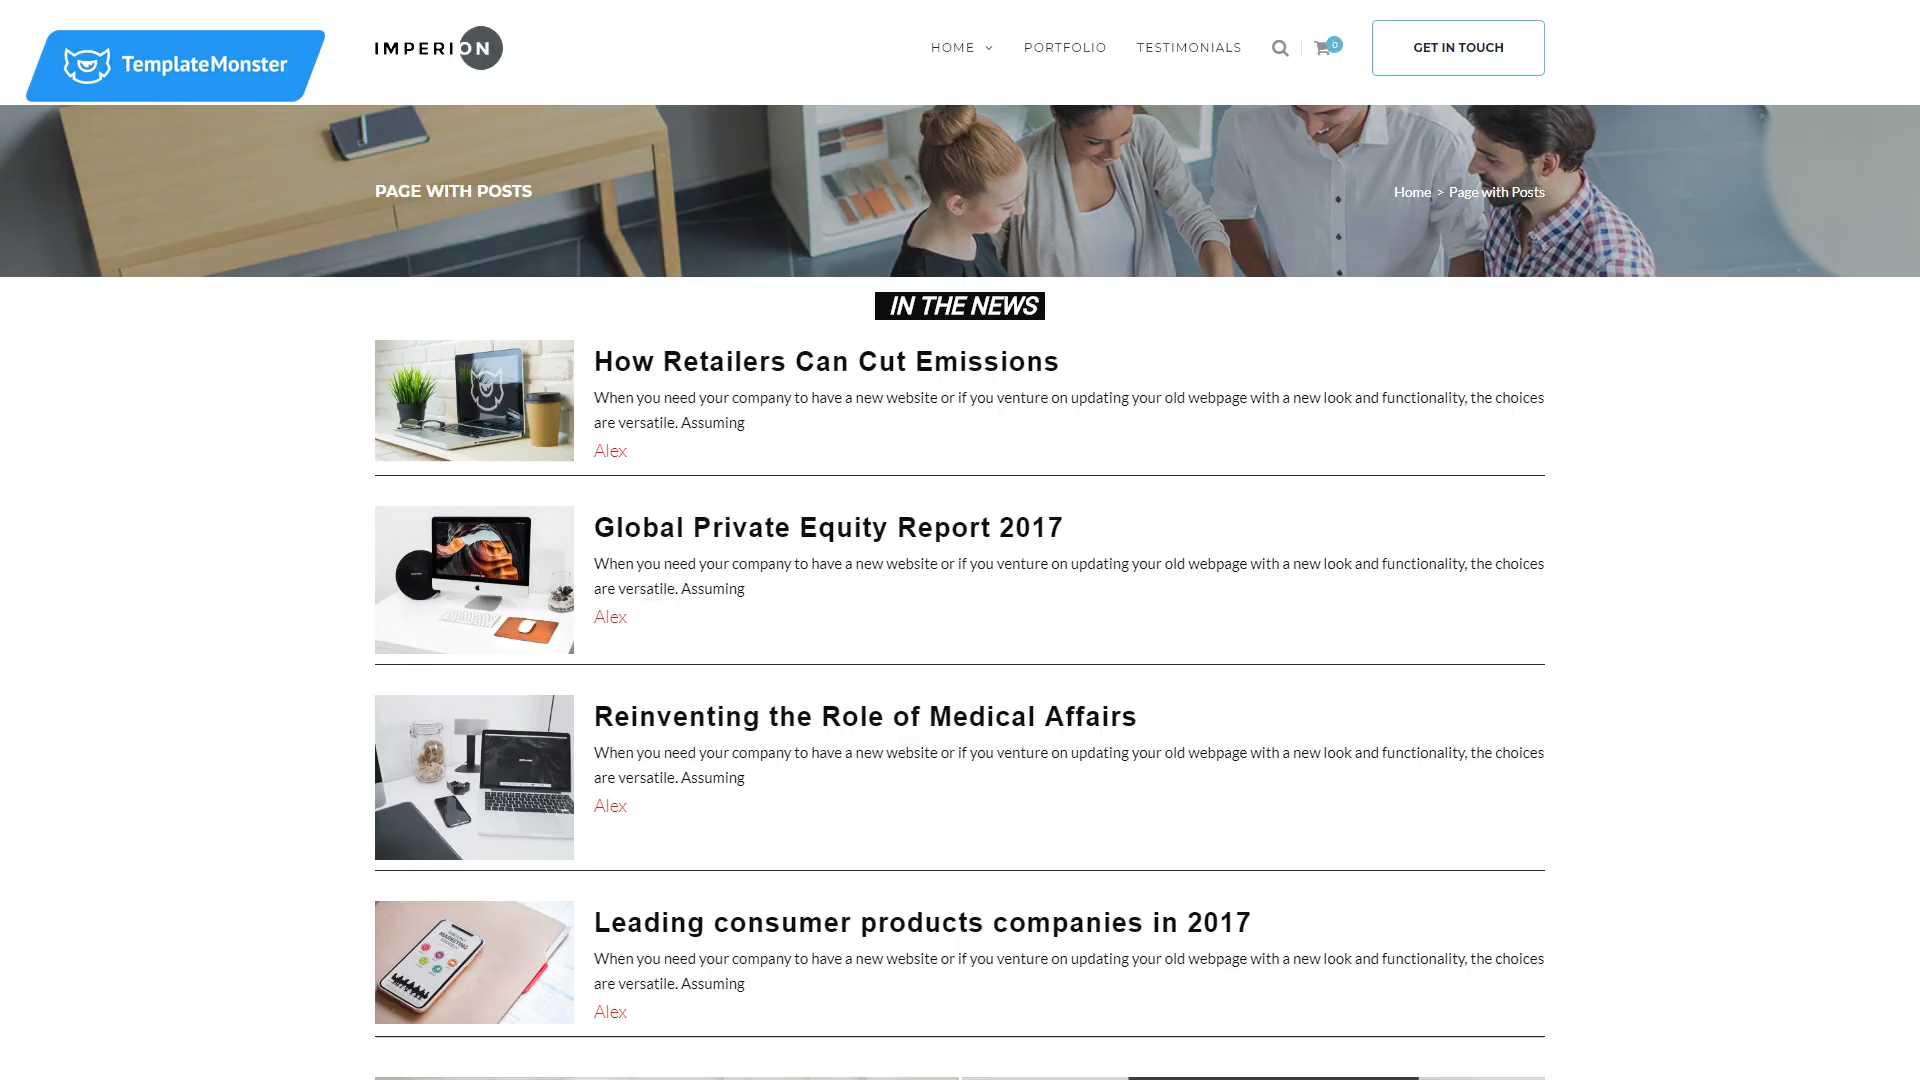 TemplateMonster
IMPERION
HOME
PORTFOLIO
TESTIMONIALS
0
GET IN TOUCH
PAGE WITH POSTS
Home > Page with Posts
IN THE NEWS
How Retailers Can Cut Emissions
When you need your company to have a new website or if you venture on updating your old webpage with a new look and functionality, the choices
are versatile. Assuming
Alex
Global Private Equity Report 2017
When you need your company to have a new website or if you venture on updating your old webpage with a new look and functionality, the choices
are versatile. Assuming
Alex
Reinventing the Role of Medical Affairs
When you need your company to have a new website or if you venture on updating your old webpage with a new look and functionality, the choices
are versatile. Assuming
Alex
Leading consumer products companies in 2017
MARKETING
When you need your company to have a new website or if you venture on updating your old webpage with a new look and functionality, the choices
are versatile. Assuming
Alex